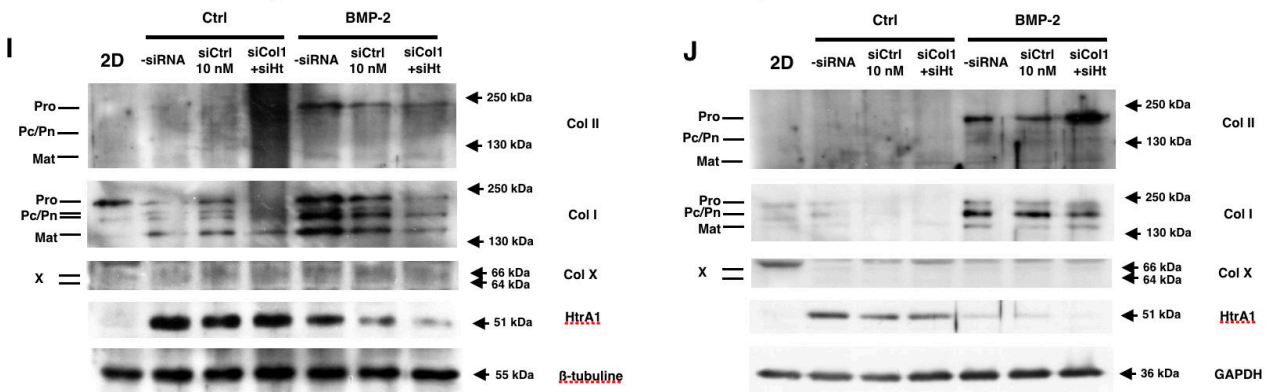 I
Ctrl BMP-2
2D -siRNA siCtrl 10 nM siCol1 +siHt -siRNA siCtrl 10 nM siCol1 +siHt
Pro 250 kDa
Pc/Pn Col II
Mat 130 kDa
Pro 250 kDa
Pc/Pn Col I
Mat 130 kDa
X 66 kDa Col X
64 kDa
51 kDa HtrA1
55 kDa ß-tubuline
J
Ctrl BMP-2
2D -siRNA siCtrl 10 nM siCol1 +siHt -siRNA siCtrl 10 nM siCol1 +siHt
Pro 250 kDa
Pc/Pn Col II
Mat 130 kDa
Pro 250 kDa
Pc/Pn Col I
Mat 130 kDa
X 66 kDa Col X
64 kDa
51 kDa HtrA1
36 kDa GAPDH